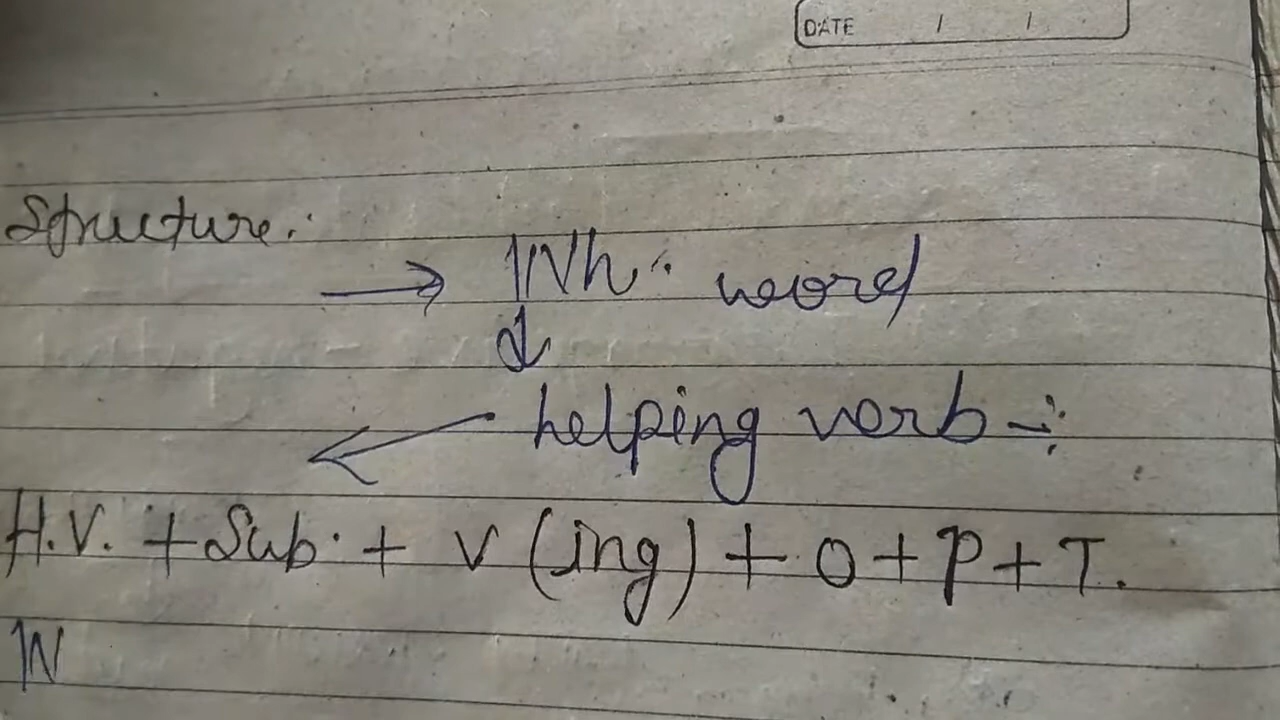 DATE / /
Structure:
→ Wh. word
helping verb -:
H.V. + Sub. + V (ing) + O + P + T.
W